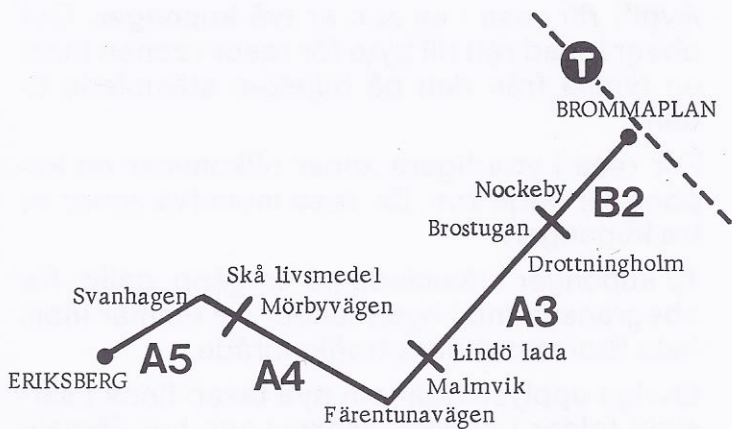 T
BROMMAPLAN
Nockeby
B2
Brostugan
Drottningholm
Skå livsmedel
Svanhagen
Mörbyvägen
A3
A5
Lindö lada
ERIKSBERG
A4
Malmvik
Färentunavägen